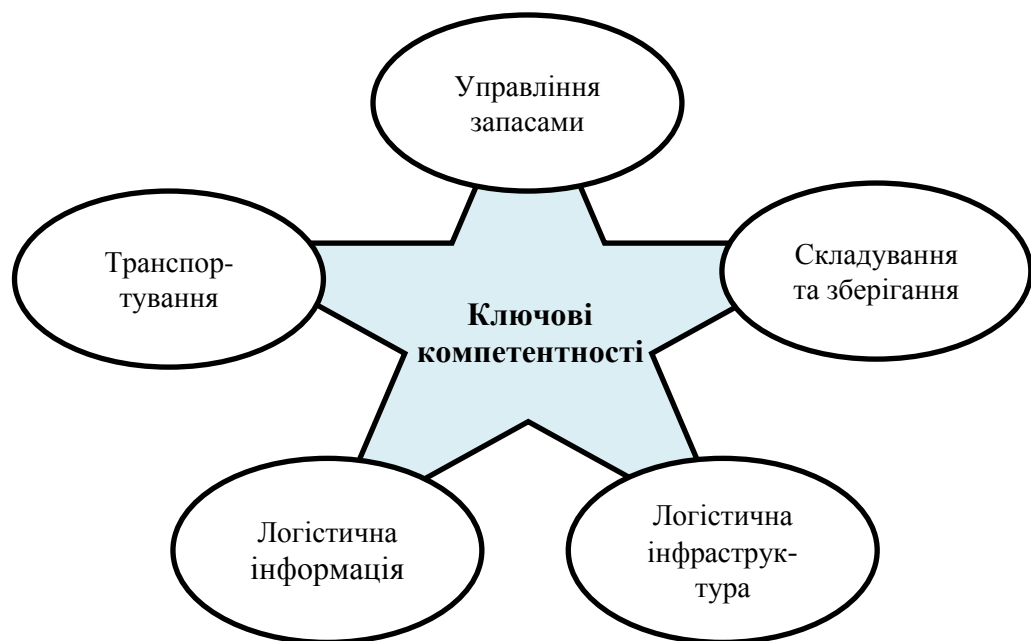 Управління
запасами
Транспор-
тування
Складування
та зберігання
Ключові
компетентності
Логістична
інформація
Логістична
інфраструк-
тура